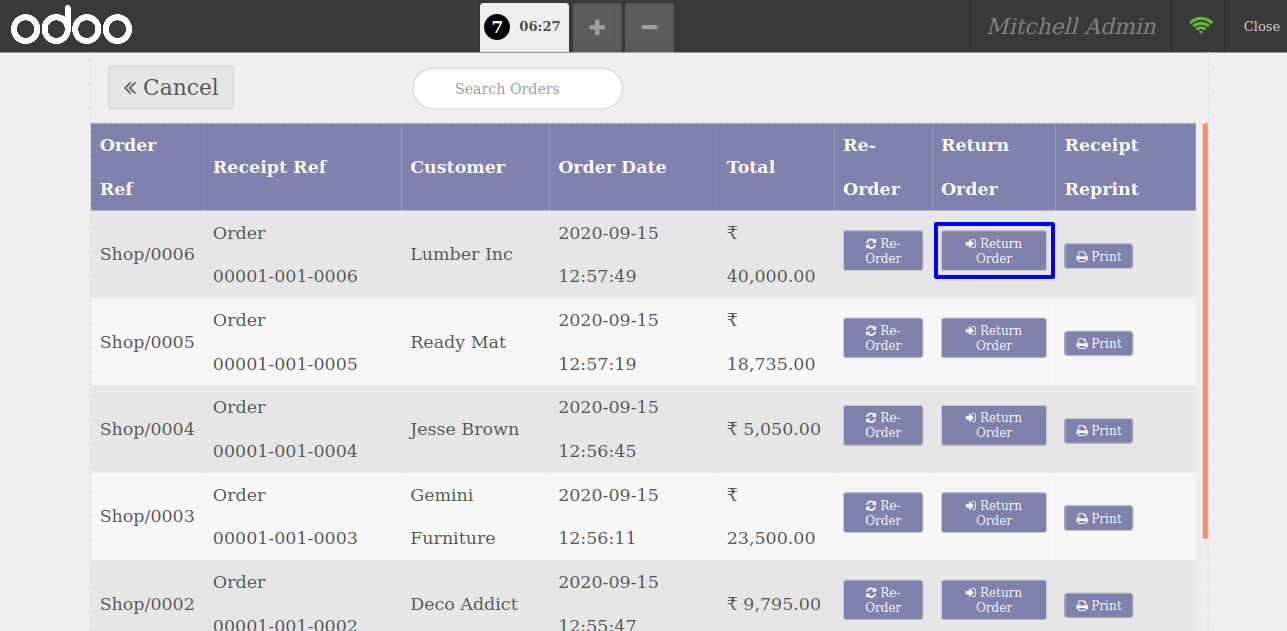 odoo 7 06:27 Mitchell Admin Close
Cancel Search Orders
Order Ref Receipt Ref Customer Order Date Total Re-Order Return Order Receipt Reprint
Shop/0006 Order 00001-001-0006 Lumber Inc 2020-09-15 12:57:49 ₹ 40,000.00 Re-Order Return Order Print
Shop/0005 Order 00001-001-0005 Ready Mat 2020-09-15 12:57:19 ₹ 18,735.00 Re-Order Return Order Print
Shop/0004 Order 00001-001-0004 Jesse Brown 2020-09-15 12:56:45 ₹ 5,050.00 Re-Order Return Order Print
Shop/0003 Order 00001-001-0003 Gemini Furniture 2020-09-15 12:56:11 ₹ 23,500.00 Re-Order Return Order Print
Shop/0002 Order 00001-001-0002 Deco Addict 2020-09-15 12:55:47 ₹ 9,795.00 Re-Order Return Order Print